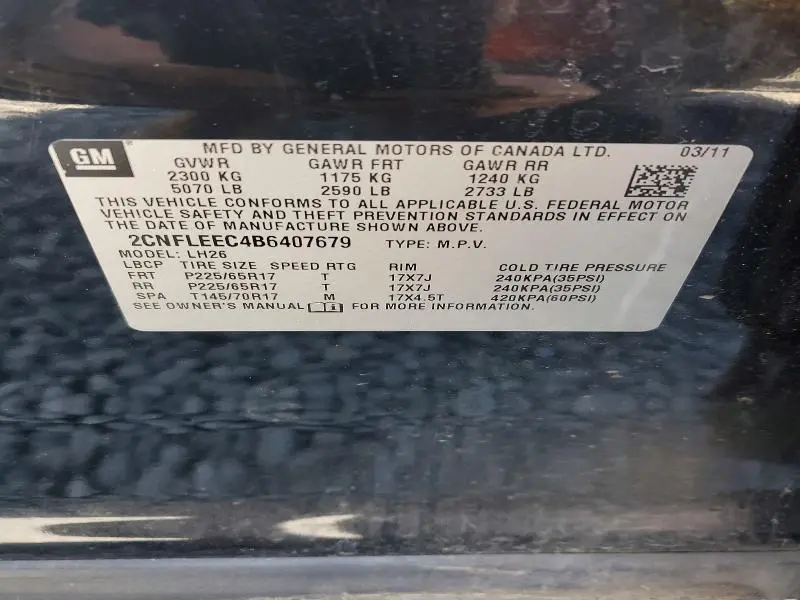 GM MFD BY GENERAL MOTORS OF CANADA LTD. 03/11
GVWR GAWR FRT GAWR RR
2300 KG 1175 KG 1240 KG
5070 LB 2590 LB 2733 LB
THIS VEHICLE CONFORMS TO ALL APPLICABLE U.S. FEDERAL MOTOR
VEHICLE SAFETY AND THEFT PREVENTION STANDARDS IN EFFECT ON
THE DATE OF MANUFACTURE SHOWN ABOVE.
2CNFLEEC4B6407679 TYPE: M.P.V.
MODEL: LH26
LBCP TIRE SIZE SPEED RTG RIM COLD TIRE PRESSURE
FRT P225/65R17 T 17X7J 240KPA(35PSI)
RR P225/65R17 T 17X7J 240KPA(35PSI)
SPA T145/70R17 M 17X4.5T 420KPA(60PSI)
SEE OWNER'S MANUAL FOR MORE INFORMATION.